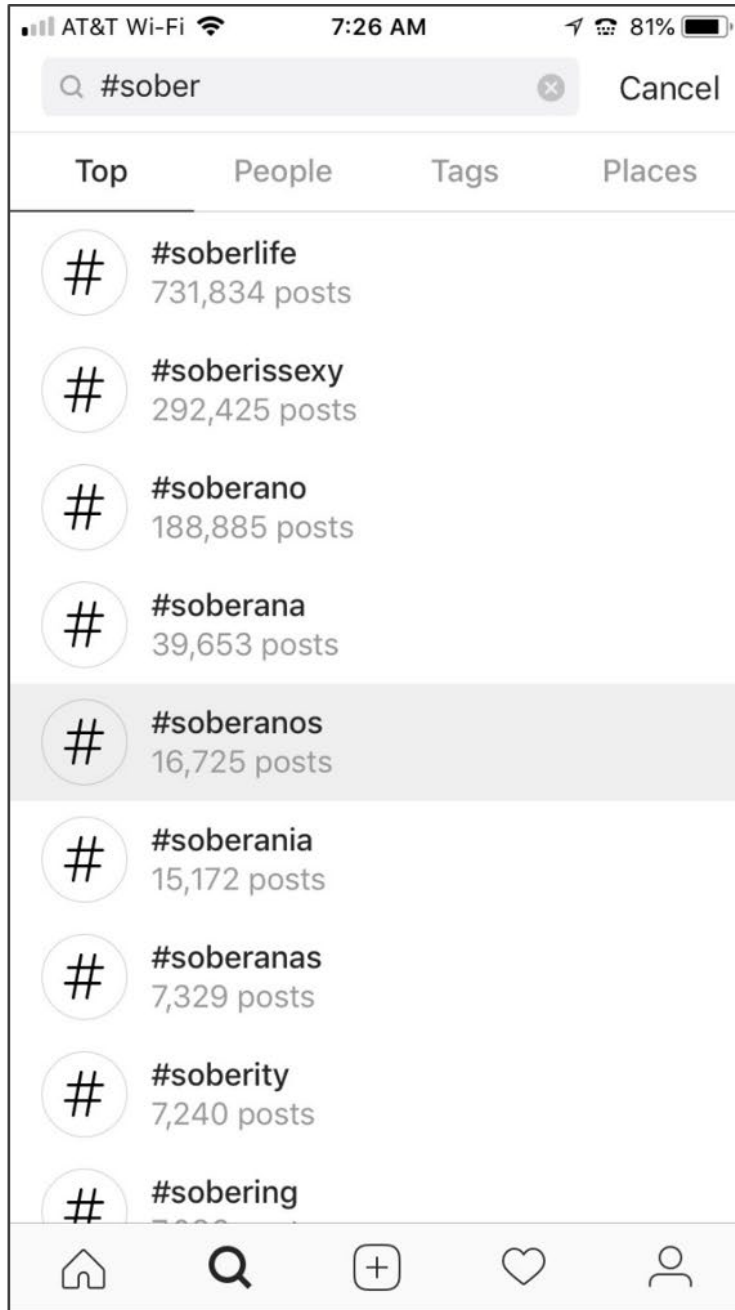 AT&T Wi-Fi 7:26 AM 81%
#sober Cancel
Top People Tags Places
# #soberlife
731,834 posts
# #soberissexy
292,425 posts
# #soberano
188,885 posts
# #soberana
39,653 posts
# #soberanos
16,725 posts
# #soberania
15,172 posts
# #soberanas
7,329 posts
# #soberity
7,240 posts
# #sobering